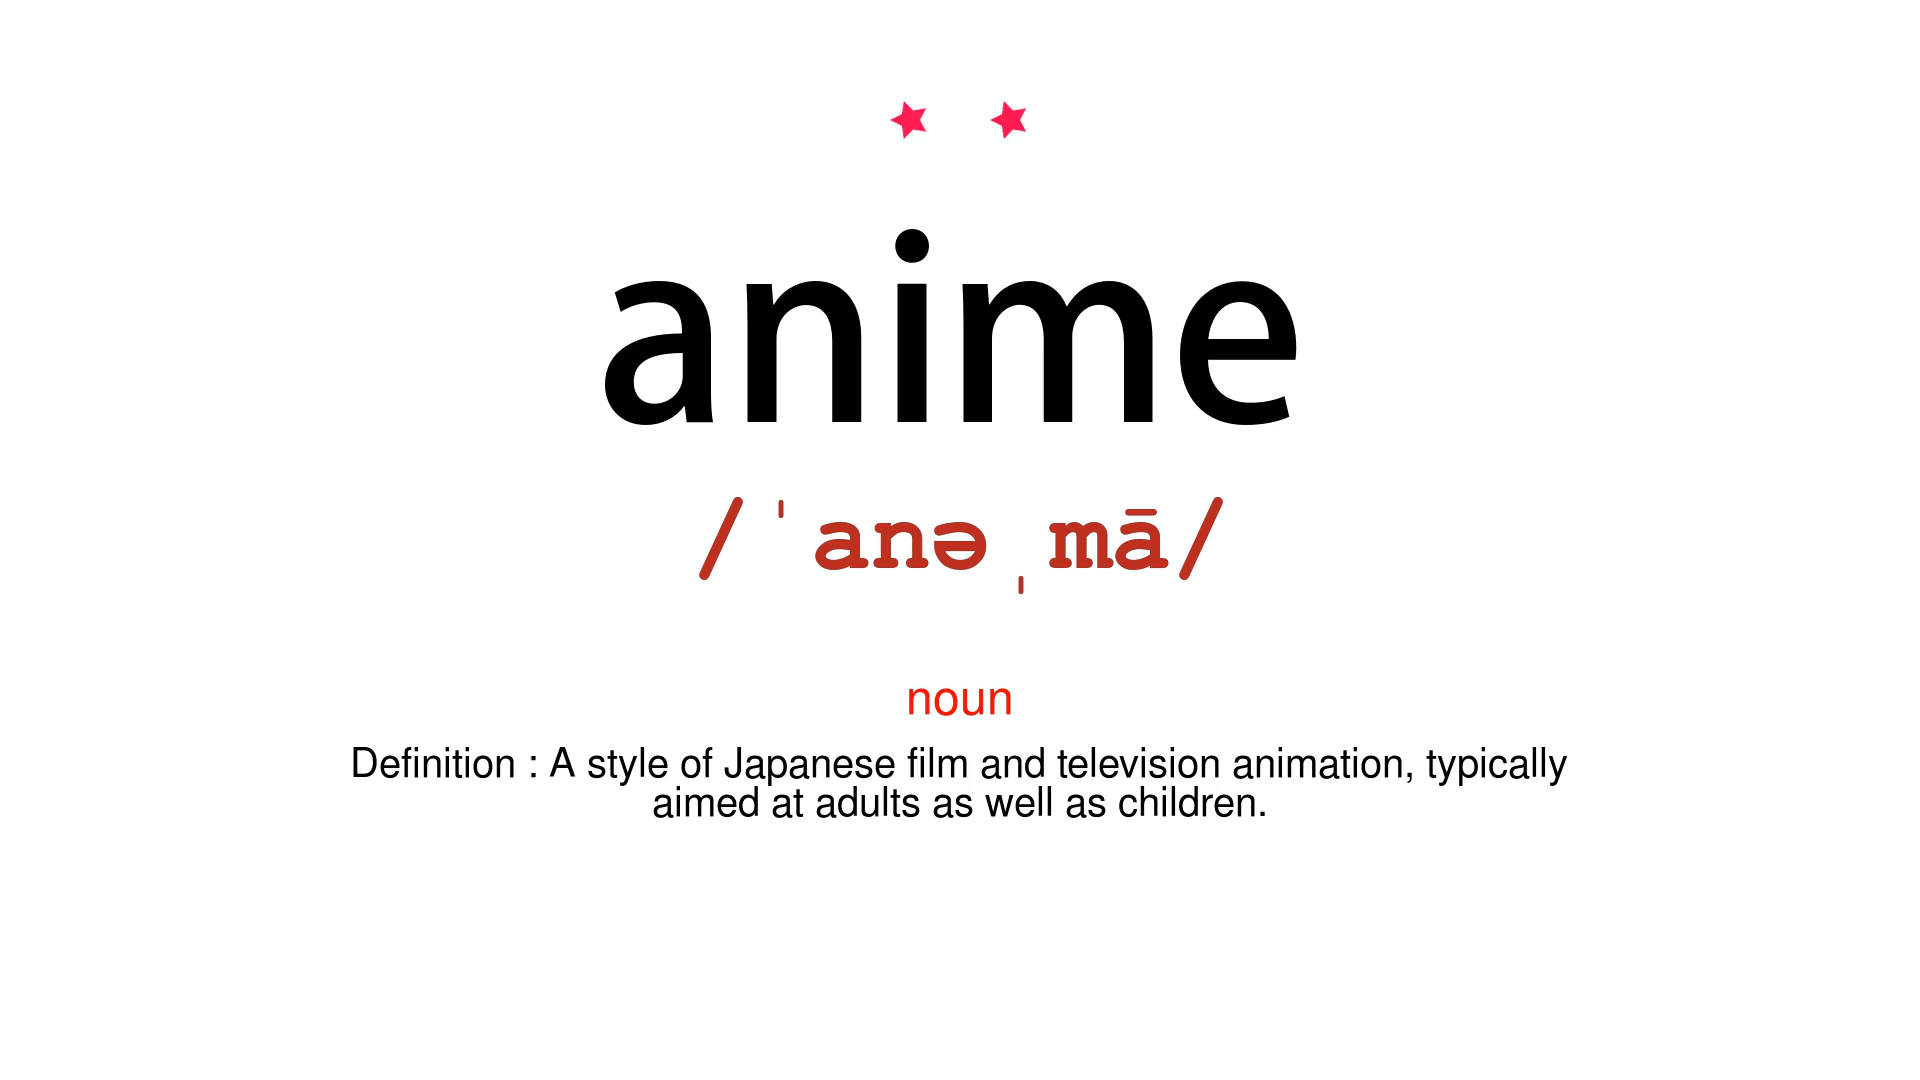 anime
/ˈanəˌmā/
noun
Definition : A style of Japanese film and television animation, typically
aimed at adults as well as children.